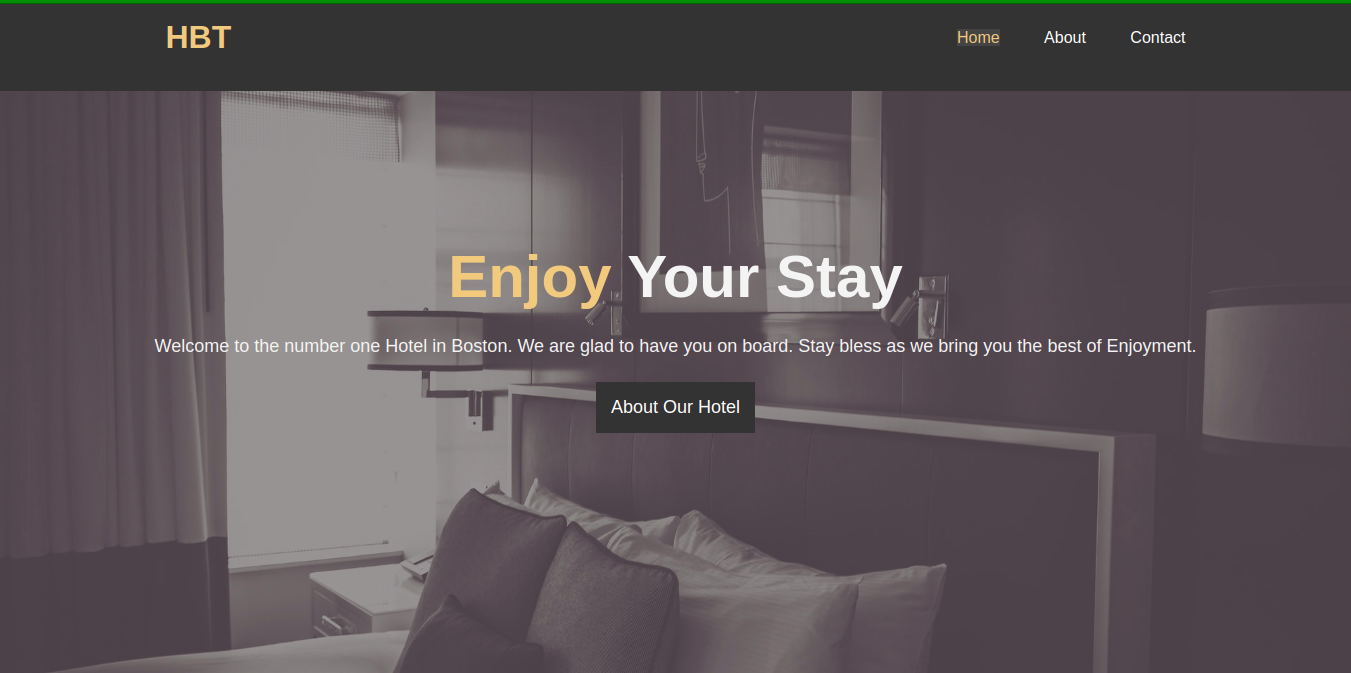 HBT
Home
About
Contact
Enjoy Your Stay
Welcome to the number one Hotel in Boston. We are glad to have you on board. Stay bless as we bring you the best of Enjoyment.
About Our Hotel